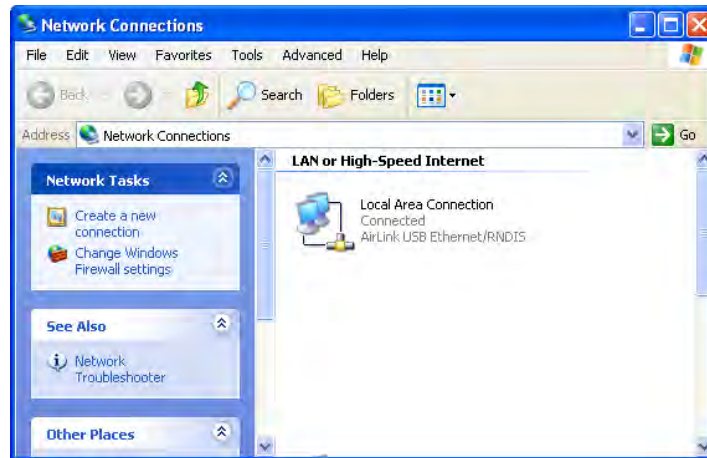 Network Connections
File Edit View Favorites Tools Advanced Help
Back Search Folders
Address Network Connections Go
Network Tasks
Create a new
connection
Change Windows
Firewall settings
See Also
Network
Troubleshooter
Other Places
LAN or High-Speed Internet
Local Area Connection
Connected
AirLink USB Ethernet/RNDIS